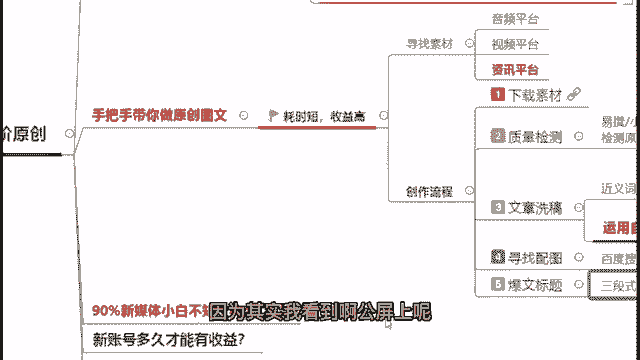 音频平台
寻找素材
视频平台
资讯平台
手把手带你做原创图文
耗时短，收益高
1 下载素材
阶原创
2 质量检测
易撰/小
检测原
创作流程
近义词
3 文章洗稿
运用自
4 寻找配图
百度搜
5 爆文标题
三段式
90%新媒体小白不知
因为其实我看到啊公屏上呢
新账号多久才能有收益？